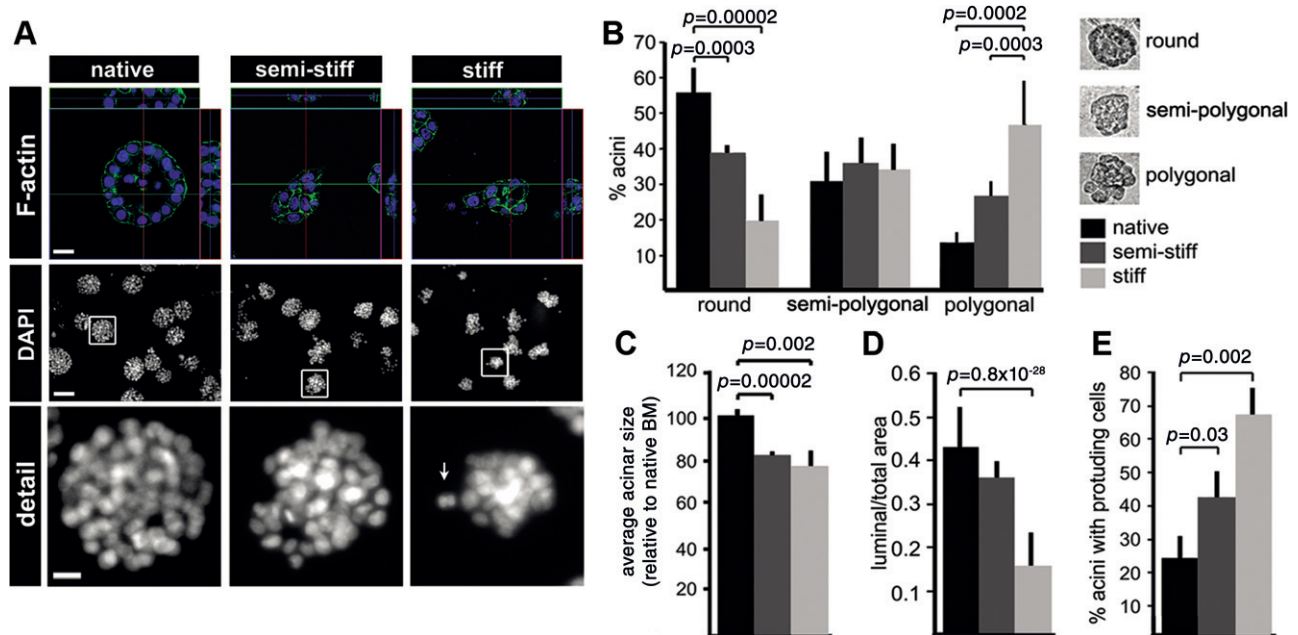 A
native
semi-stiff
stiff
F-actin
DAPI
detail
B
p=0.00002
p=0.0003
p=0.0002
p=0.0003
% acini
70
60
50
40
30
20
10
round
semi-polygonal
polygonal
round
semi-polygonal
polygonal
native
semi-stiff
stiff
C
p=0.002
p=0.00002
average acinar size
(relative to native BM)
120
100
80
60
40
20
D
p=0.8x10-28
luminal/total area
0.6
0.5
0.4
0.3
0.2
0.1
E
p=0.002
p=0.03
% acini with protuding cells
80
70
60
50
40
30
20
10